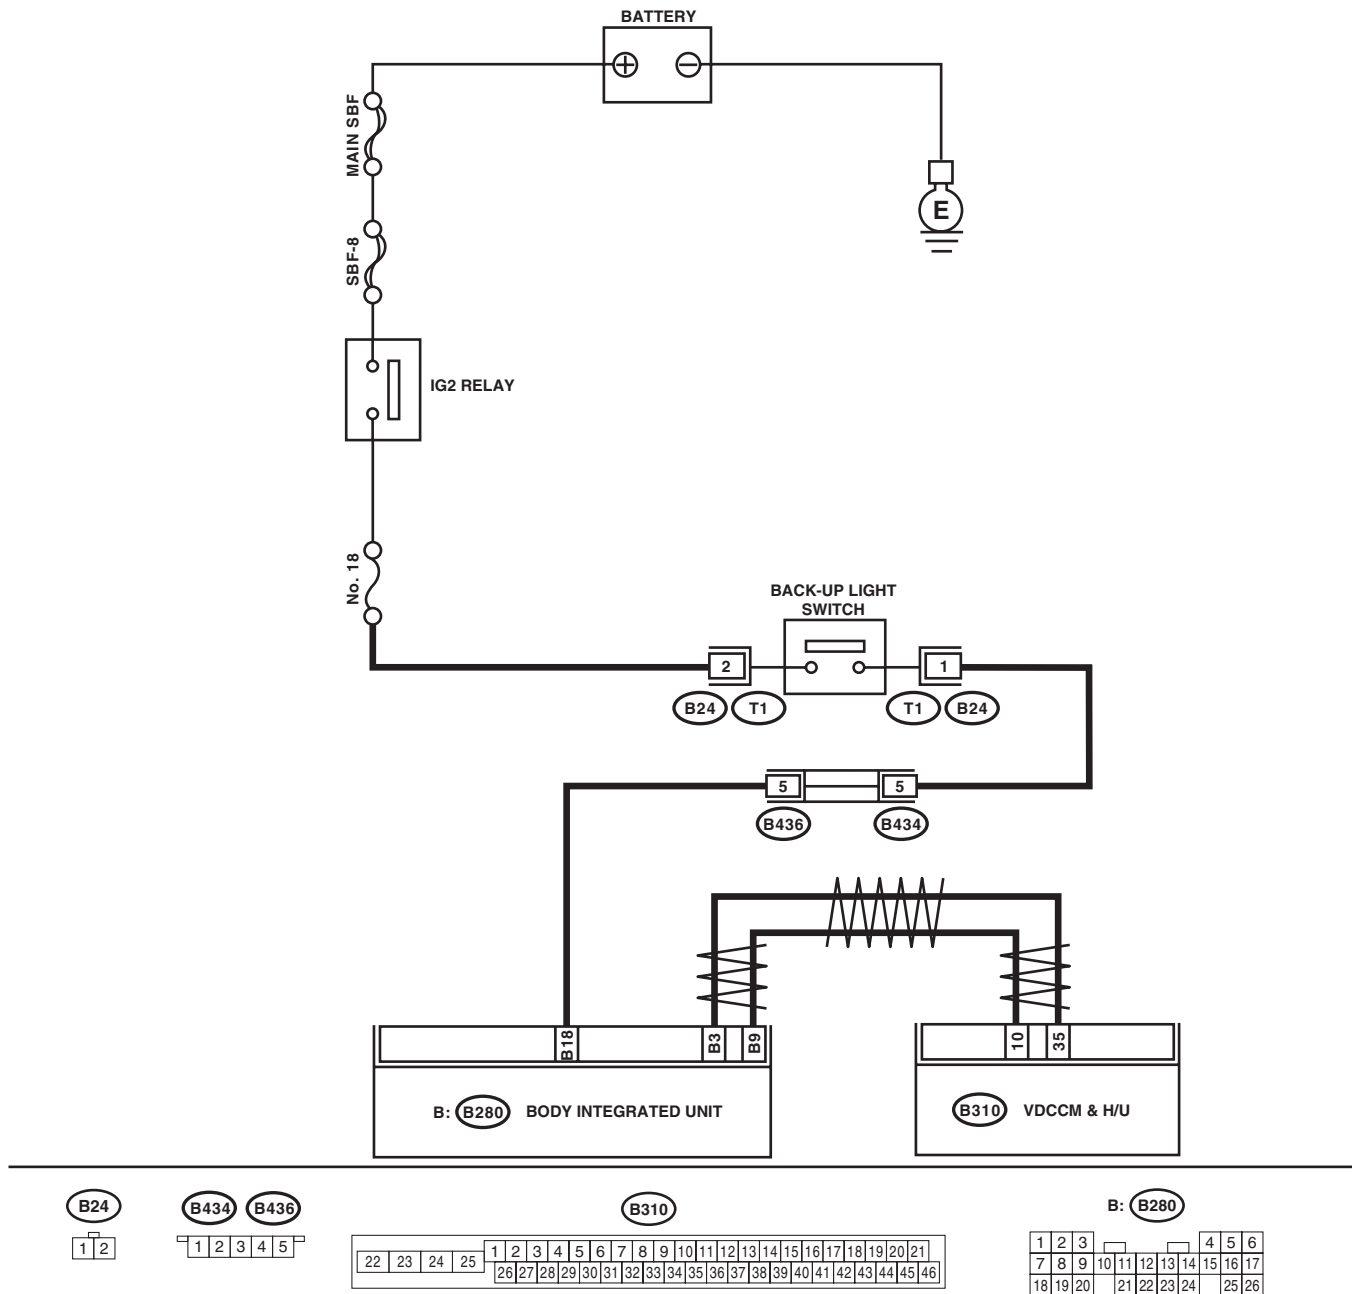 BATTERY
MAIN SBF
E
SBF-8
IG2 RELAY
No. 18
BACK-UP LIGHT
SWITCH
2
1
B24 T1
T1 B24
5
5
B436
B434
B18
B3
B9
10
35
B: B280 BODY INTEGRATED UNIT
B310 VDCCM & H/U
B24
B434 B436
B310
B: B280
1 2
1 2 3 4 5
22 23 24 25
1 2 3 4 5 6 7 8 9 10 11 12 13 14 15 16 17 18 19 20 21
26 27 28 29 30 31 32 33 34 35 36 37 38 39 40 41 42 43 44 45 46
1 2 3 4 5 6
7 8 9 10 11 12 13 14 15 16 17
18 19 20 21 22 23 24 25 26